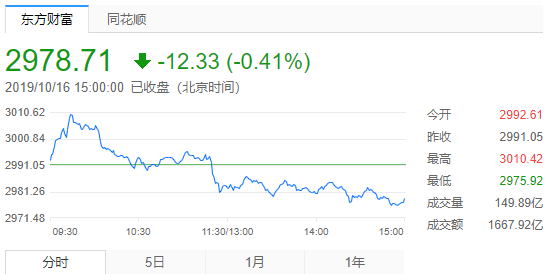 东方财富 同花顺
2978.71 -12.33 (-0.41%)
2019/10/16 15:00:00 已收盘（北京时间）
3010.62
3000.84
2991.05
2981.26
2971.48
09:30 10:30 11:30/13:00 14:00 15:00
今开 2992.61
昨收 2991.05
最高 3010.42
最低 2975.92
成交量 149.89亿
成交额 1667.92亿
分时 5日 1月 1年